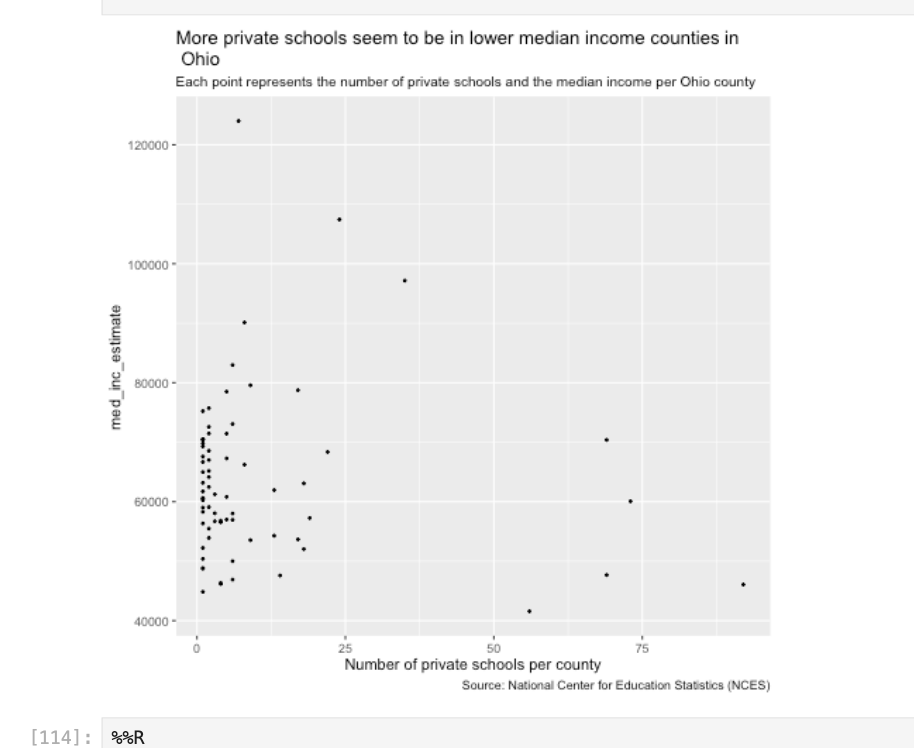 More private schools seem to be in lower median income counties in
Ohio
Each point represents the number of private schools and the median income per Ohio county
120000
100000
80000
60000
40000
med_inc_estimate
0 25 50 75
Number of private schools per county
Source: National Center for Education Statistics (NCES)
[114]: %%R